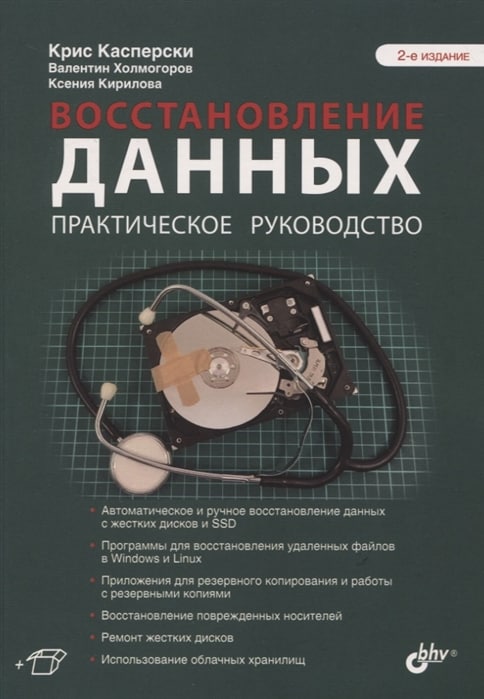 Крис Касперски
Валентин Холмогоров
Ксения Кирилова
2-е ИЗДАНИЕ
ВОССТАНОВЛЕНИЕ
ДАННЫХ
ПРАКТИЧЕСКОЕ РУКОВОДСТВО
• Автоматическое и ручное восстановление данных
с жестких дисков и SSD
• Программы для восстановления удаленных файлов
в Windows и Linux
• Приложения для резервного копирования и работы
с резервными копиями
• Восстановление поврежденных носителей
• Ремонт жестких дисков
• Использование облачных хранилищ
+
bhv®